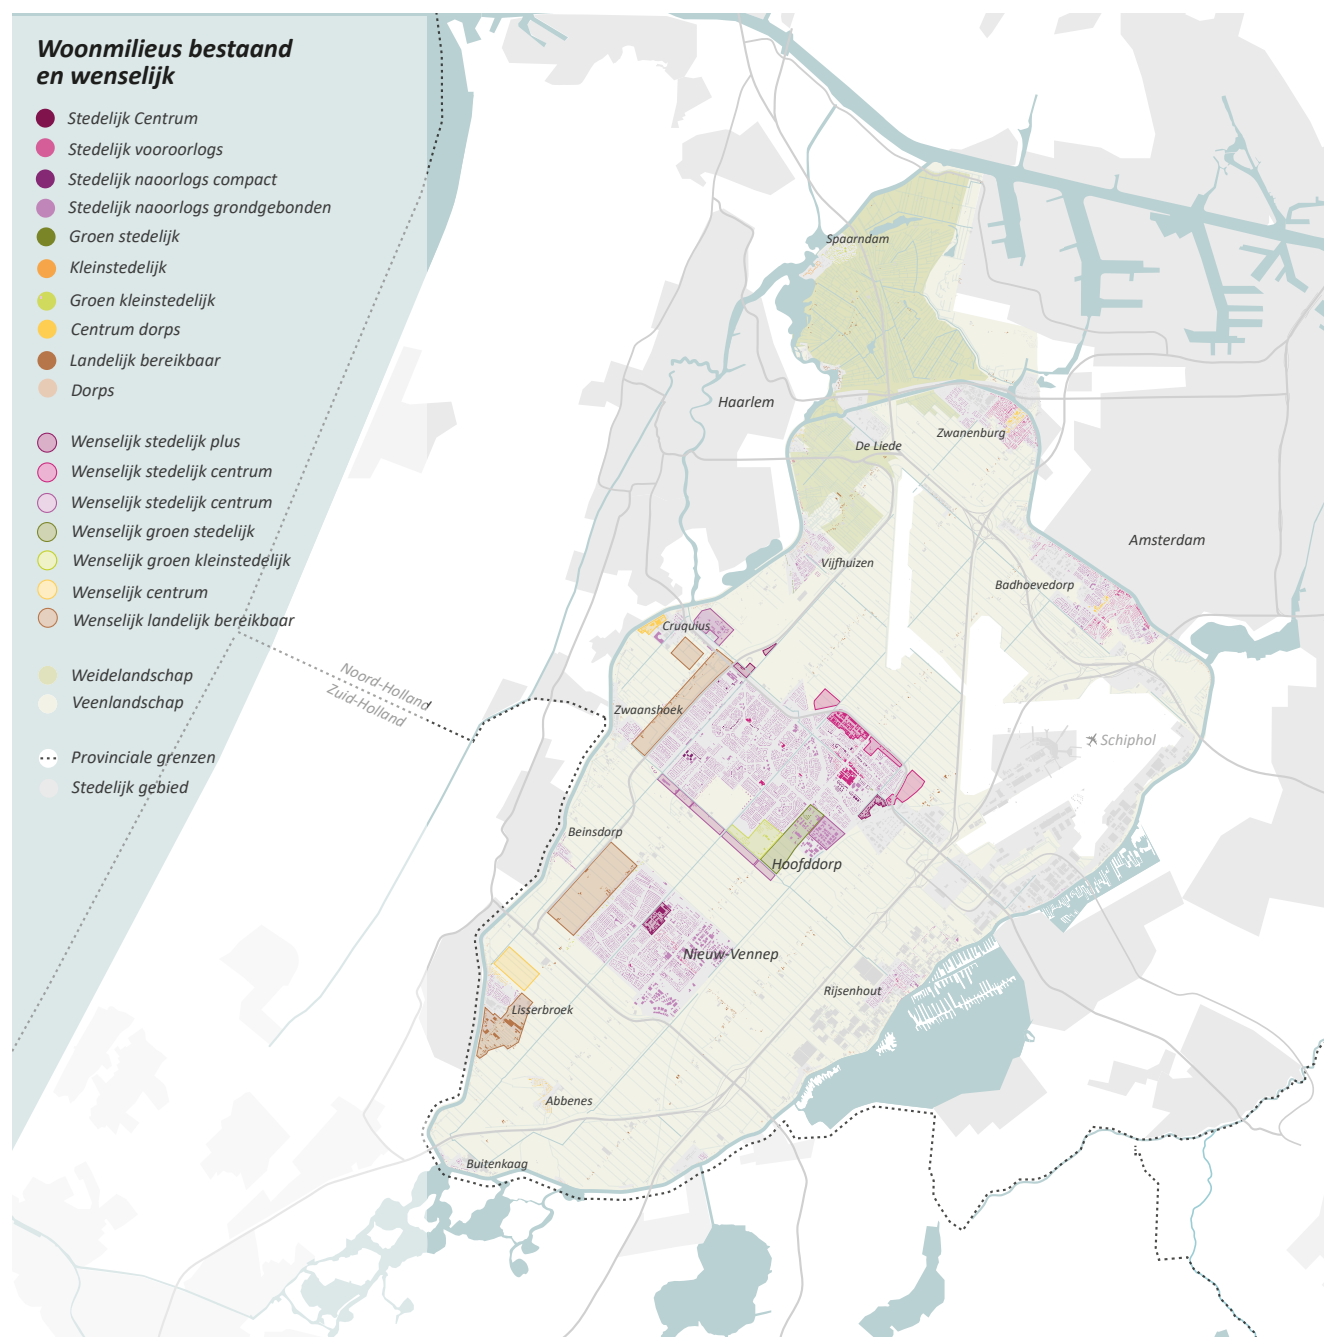 Woonmilieus bestaand
en wenselijk
Stedelijk Centrum
Stedelijk vooroorlogs
Stedelijk naoorlogs compact
Stedelijk naoorlogs grondgebonden
Groen stedelijk
Kleinstedelijk
Groen kleinstedelijk
Centrum dorps
Landelijk bereikbaar
Dorps
Wenselijk stedelijk plus
Wenselijk stedelijk centrum
Wenselijk stedelijk centrum
Wenselijk groen stedelijk
Wenselijk groen kleinstedelijk
Wenselijk centrum
Wenselijk landelijk bereikbaar
Weidelandschap
Veenlandschap
Provinciale grenzen
Stedelijk gebied
Noord-Holland
Zuid-Holland
Spaarndam
Haarlem
De Liede
Zwanenburg
Amsterdam
Vijfhuizen
Badhoevedorp
Cruquius
Zwaanshoek
Schiphol
Beinsdorp
Hoofddorp
Nieuw-Vennep
Rijsenhout
Lisserbroek
Abbenes
Buitenkaag